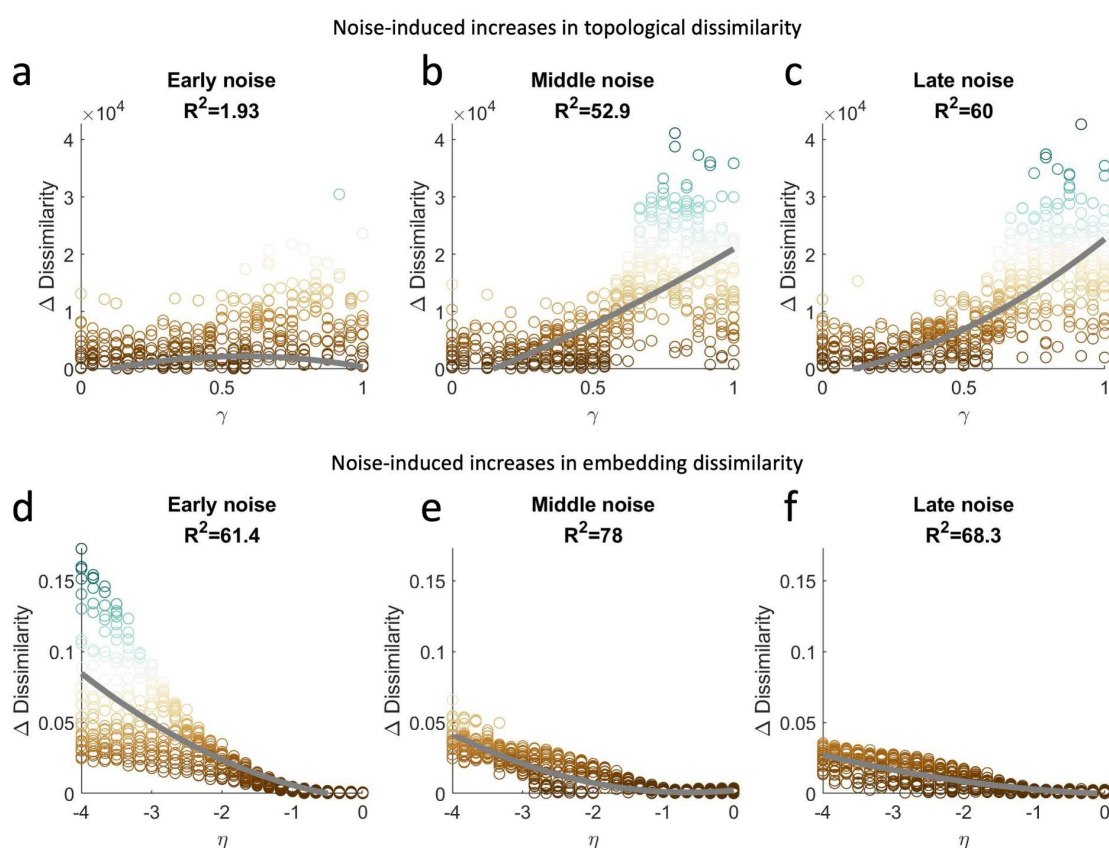 Noise-induced increases in topological dissimilarity
a
Early noise
R²=1.93
×10⁴
4
3
2
1
0
Δ Dissimilarity
0 0.5 1
γ
b
Middle noise
R²=52.9
×10⁴
4
3
2
1
0
Δ Dissimilarity
0 0.5 1
γ
c
Late noise
R²=60
×10⁴
4
3
2
1
0
Δ Dissimilarity
0 0.5 1
γ
Noise-induced increases in embedding dissimilarity
d
Early noise
R²=61.4
0.15
0.1
0.05
0
Δ Dissimilarity
-4 -3 -2 -1 0
η
e
Middle noise
R²=78
0.15
0.1
0.05
0
Δ Dissimilarity
-4 -3 -2 -1 0
η
f
Late noise
R²=68.3
0.15
0.1
0.05
0
Δ Dissimilarity
-4 -3 -2 -1 0
η